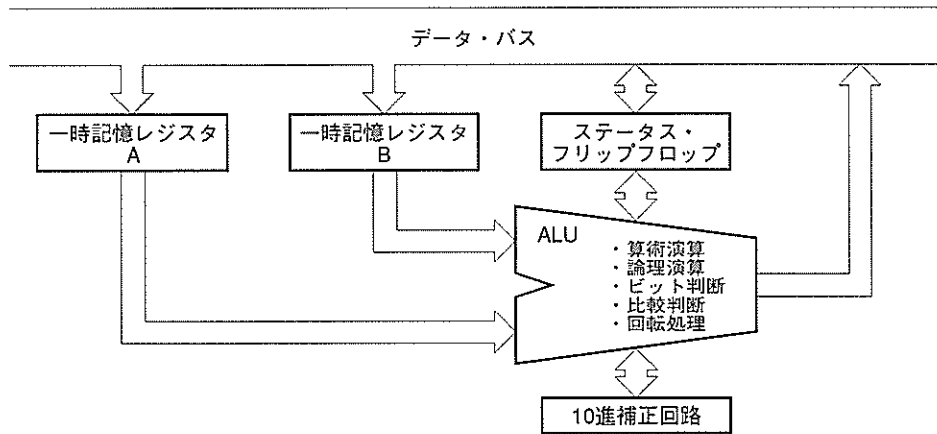 データ・バス
一時記憶レジスタ
A
一時記憶レジスタ
B
ステータス・
フリップフロップ
ALU
・算術演算
・論理演算
・ビット判断
・比較判断
・回転処理
10進補正回路